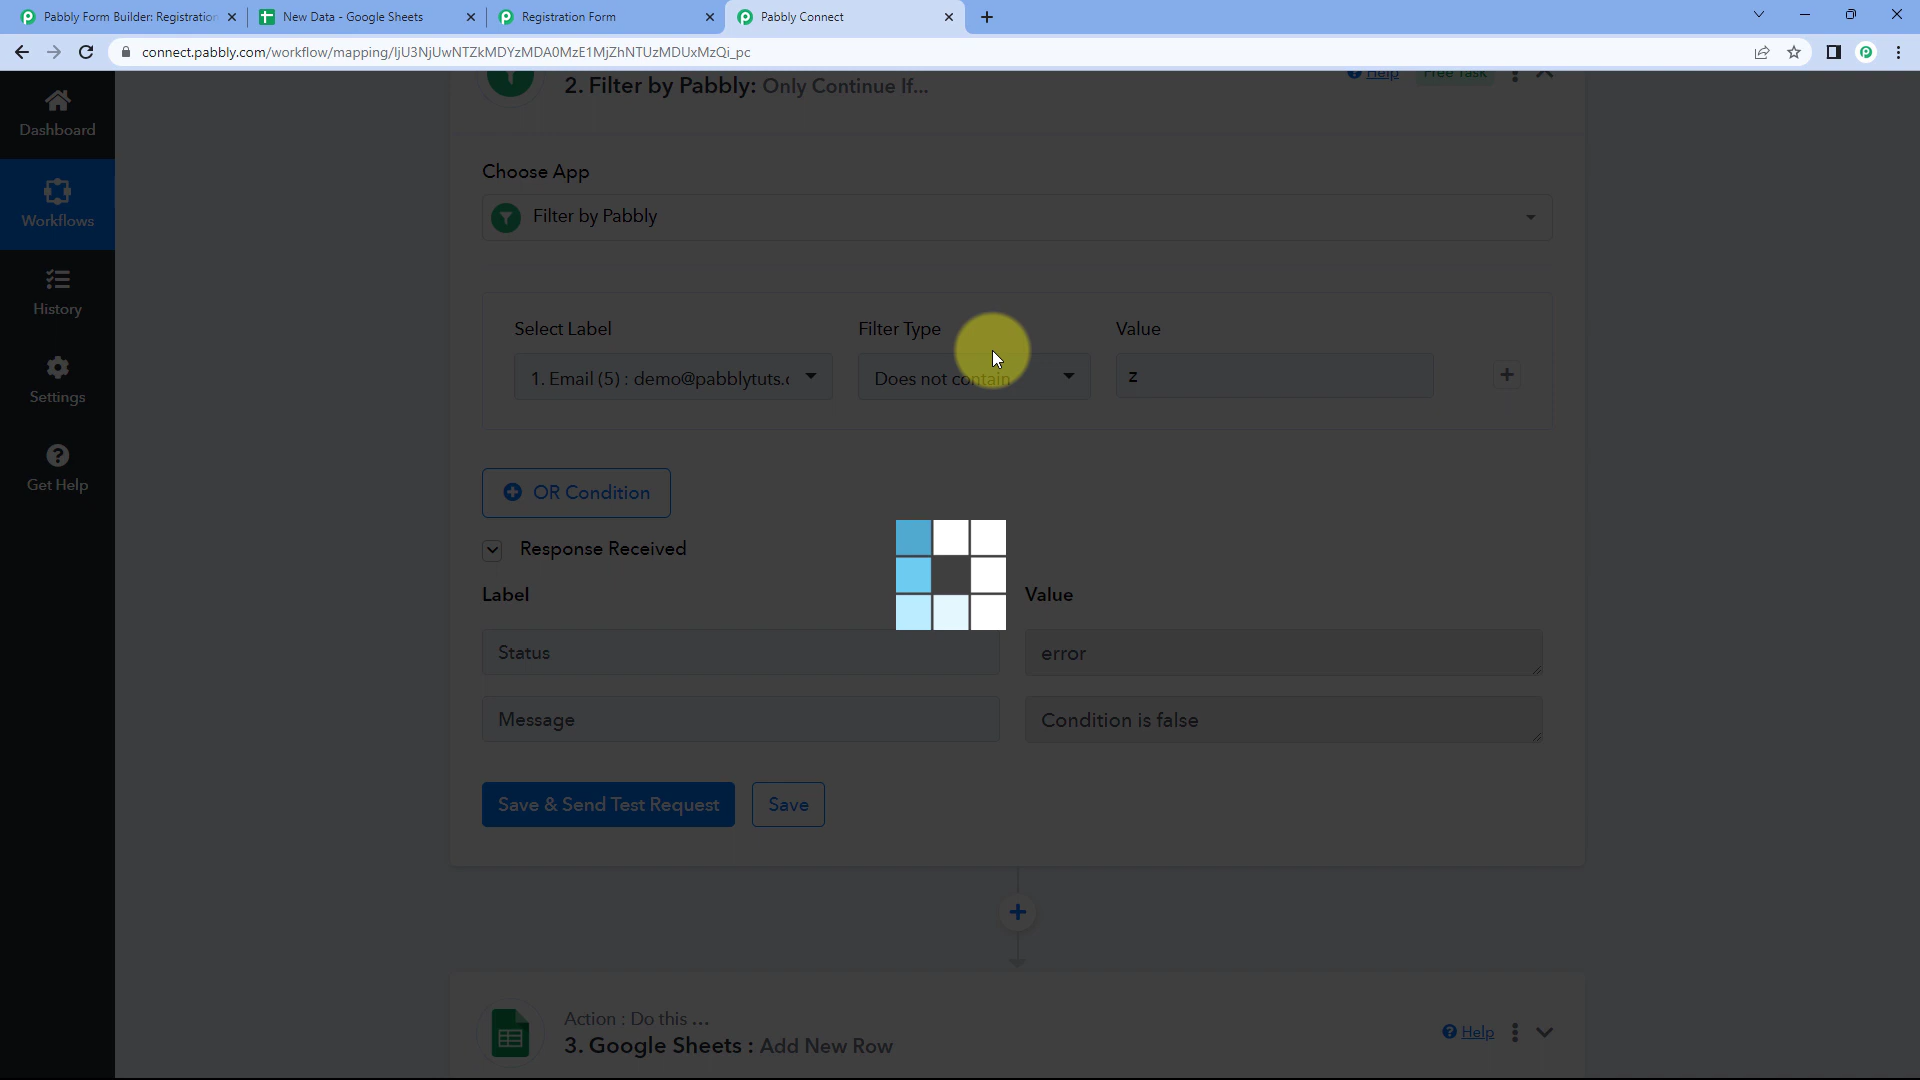 Pabbly Form Builder: Registration
New Data - Google Sheets
Registration Form
Pabbly Connect
connect.pabbly.com/workflow/mapping/IjU3NjUwNTZkMDYzMDA0MzE1MjZhNTUzMDUxMzQi_pc
Dashboard
Workflows
History
Settings
Get Help
2. Filter by Pabbly: Only Continue If...
Help
Free Task
Choose App
Filter by Pabbly
Select Label
Filter Type
Value
1. Email (5) : demo@pabblytuts.c
Does not contain
z
OR Condition
Response Received
Label
Value
Status
error
Message
Condition is false
Save & Send Test Request
Save
Action : Do this ...
3. Google Sheets : Add New Row
Help